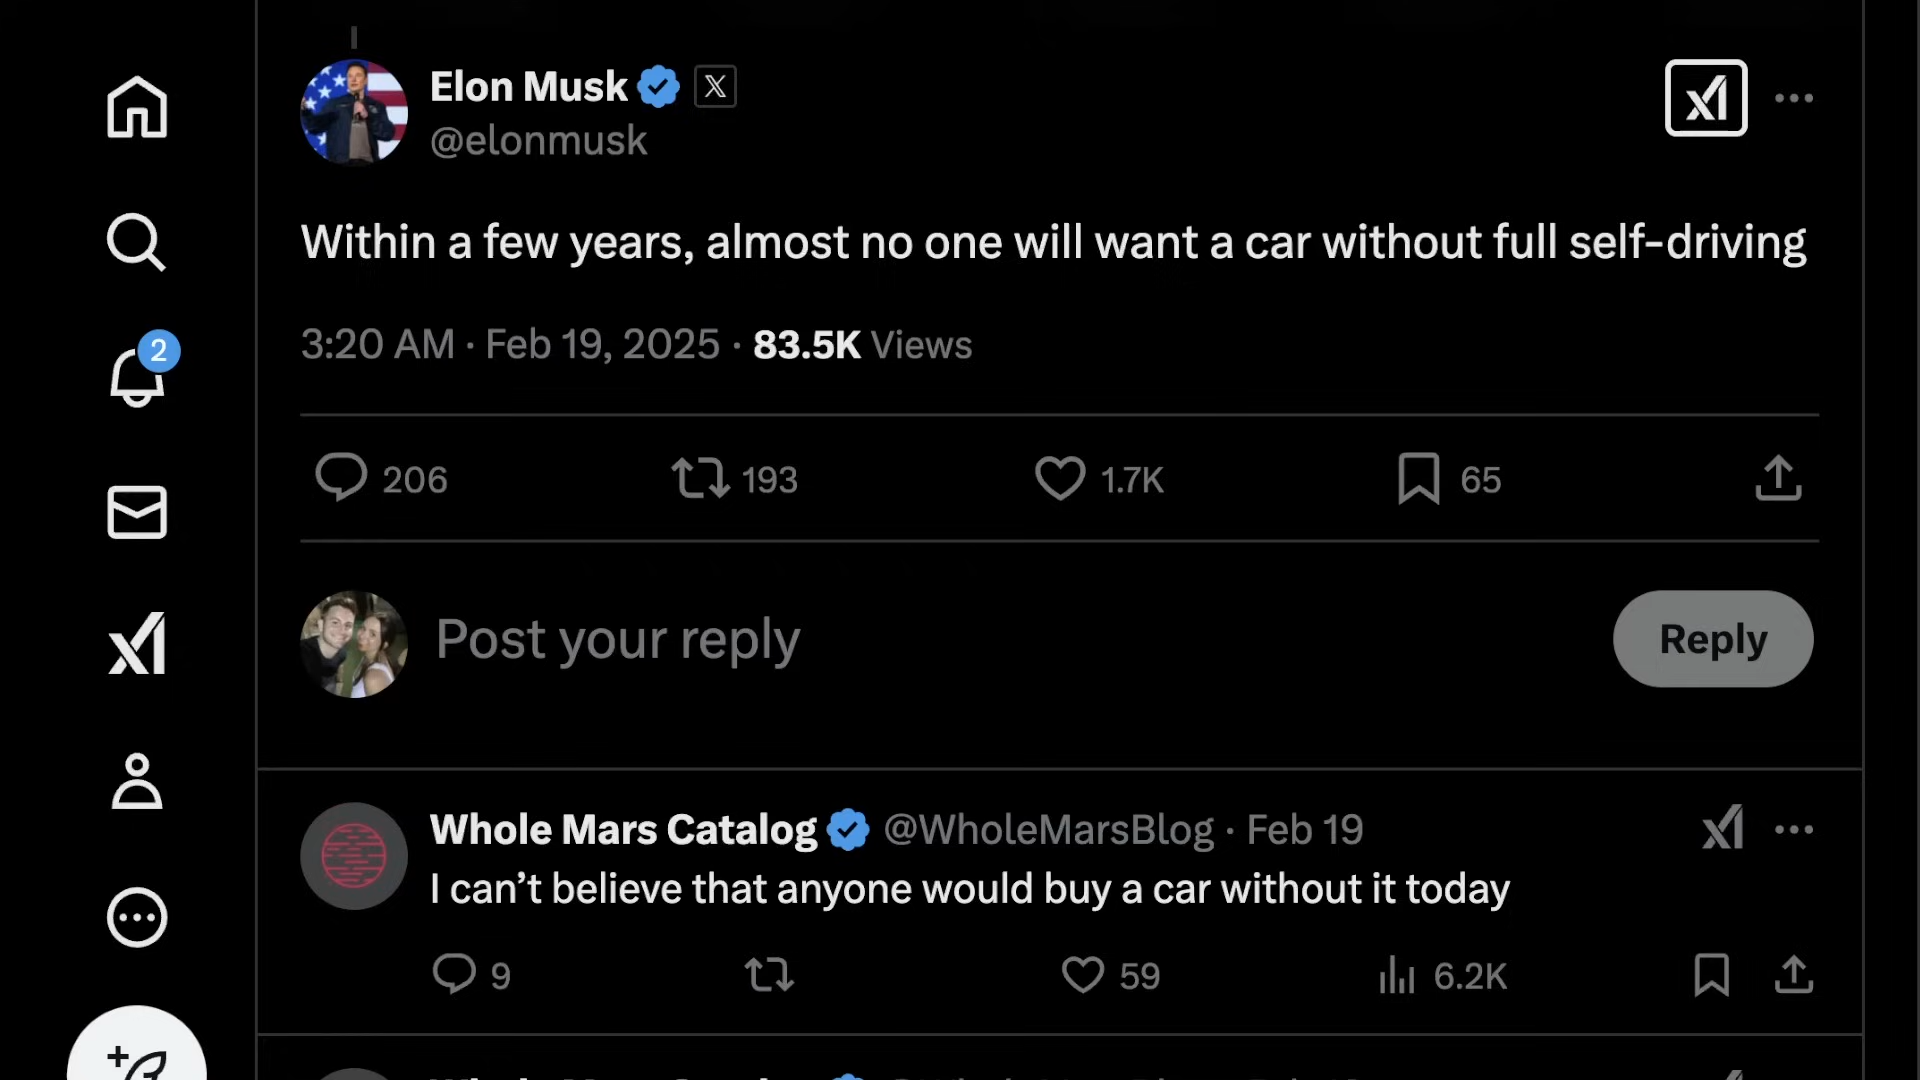 Elon Musk
@elonmusk
Within a few years, almost no one will want a car without full self-driving
3:20 AM · Feb 19, 2025 · 83.5K Views
206 193 1.7K 65
Post your reply
Reply
Whole Mars Catalog @WholeMarsBlog · Feb 19
I can’t believe that anyone would buy a car without it today
9 59 6.2K
2